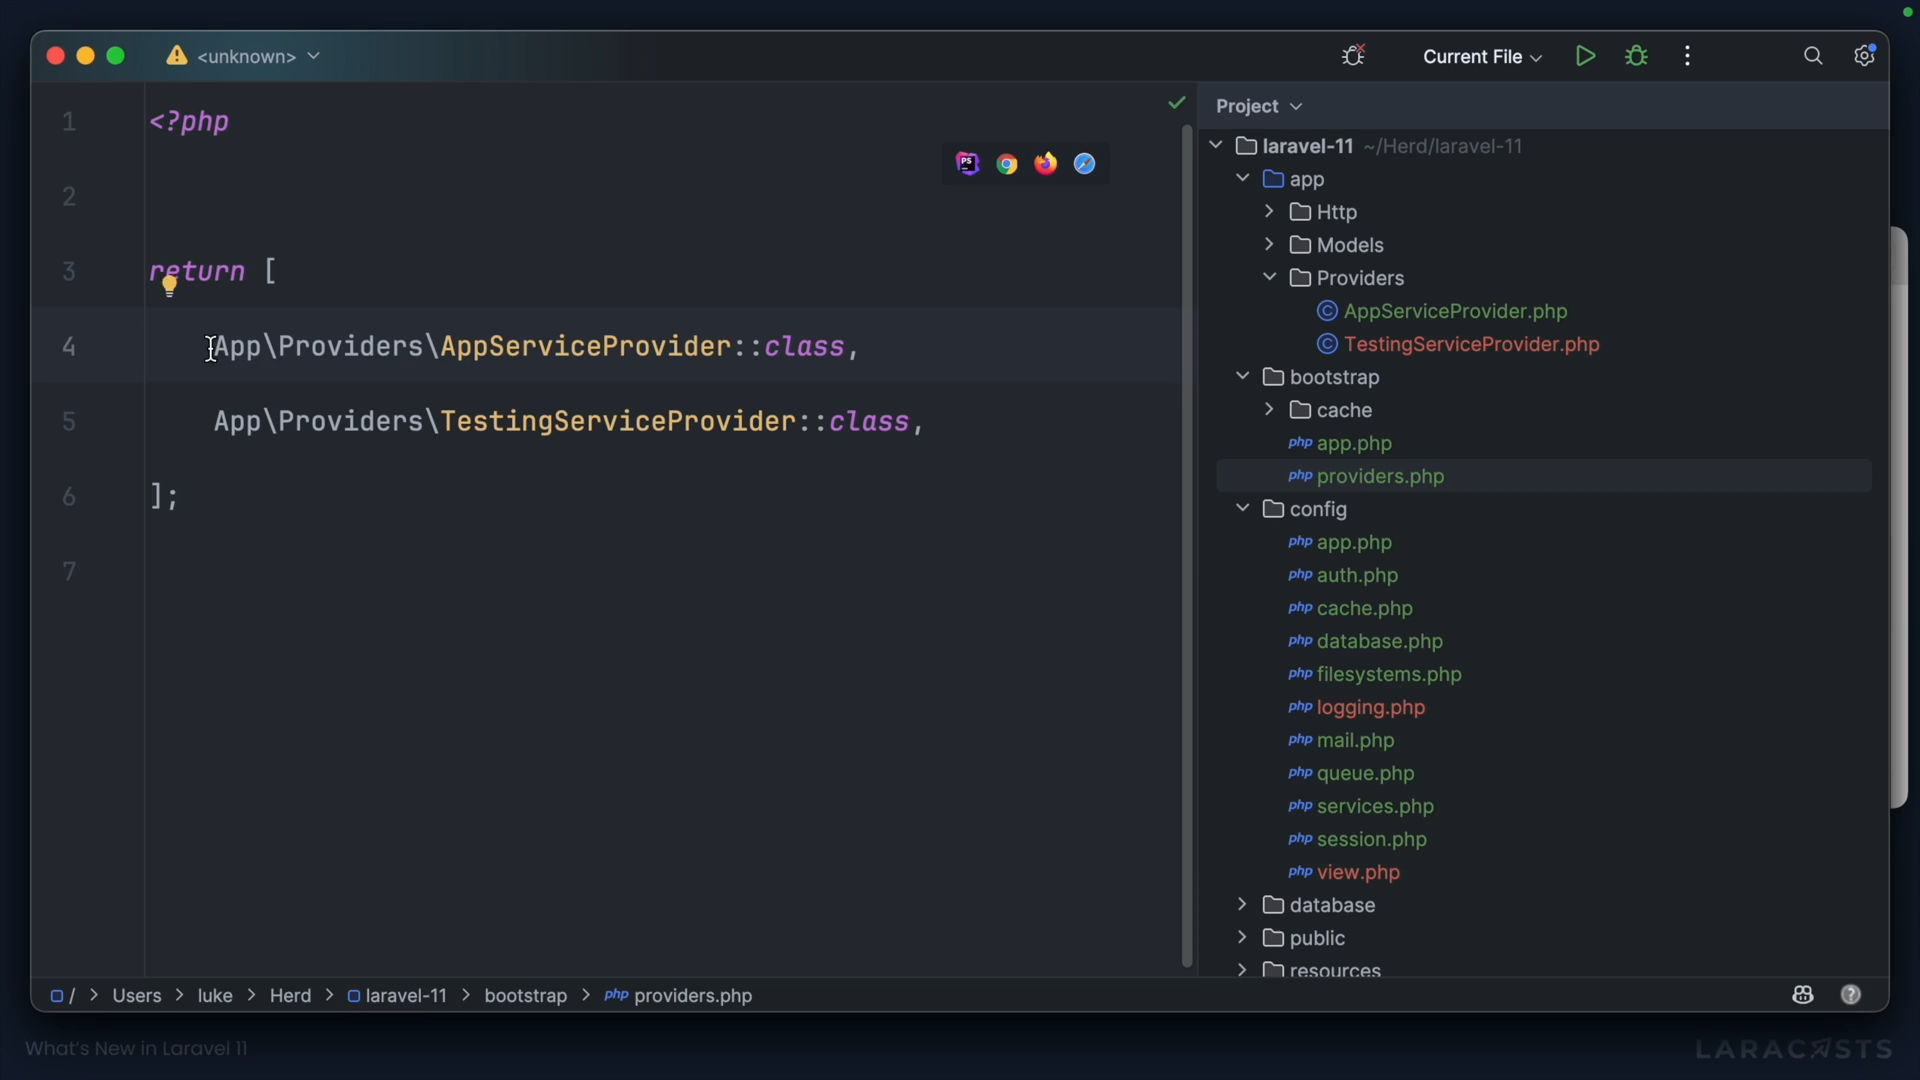 <unknown>
Current File
1 <?php
2
3 return [
4 App\Providers\AppServiceProvider::class,
5 App\Providers\TestingServiceProvider::class,
6 ];
7
PS
Project
laravel-11 ~/Herd/laravel-11
app
Http
Models
Providers
C AppServiceProvider.php
C TestingServiceProvider.php
bootstrap
cache
php app.php
php providers.php
config
php app.php
php auth.php
php cache.php
php database.php
php filesystems.php
php logging.php
php mail.php
php queue.php
php services.php
php session.php
php view.php
database
public
resources
/ > Users > luke > Herd > laravel-11 > bootstrap > php providers.php
What's New in Laravel 11
LARACASTS